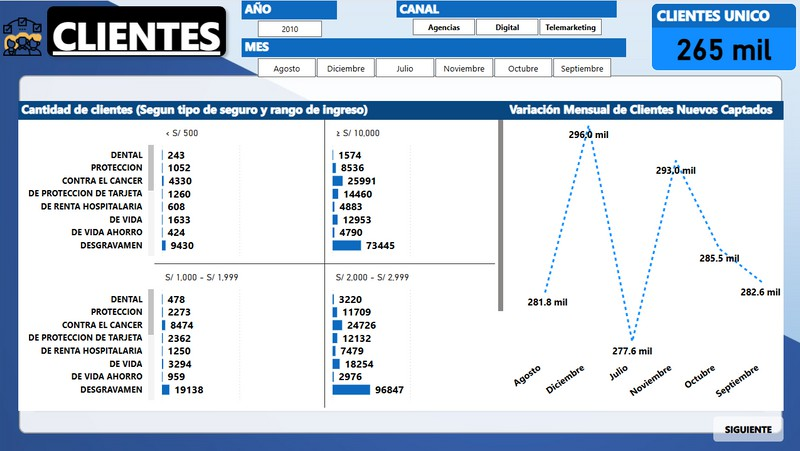 CLIENTES
AÑO
2010
CANAL
Agencias
Digital
Telemarketing
MES
Agosto
Diciembre
Julio
Noviembre
Octubre
Septiembre
CLIENTES UNICO
265 mil
Cantidad de clientes (Segun tipo de seguro y rango de ingreso)
< S/ 500
DENTAL 243
PROTECCION 1052
CONTRA EL CANCER 4330
DE PROTECCION DE TARJETA 1260
DE RENTA HOSPITALARIA 608
DE VIDA 1633
DE VIDA AHORRO 424
DESGRAVAMEN 9430
≥ S/ 10,000
1574
8536
25991
14460
4883
12953
4790
73445
S/ 1,000 - S/ 1,999
DENTAL 478
PROTECCION 2273
CONTRA EL CANCER 8474
DE PROTECCION DE TARJETA 2362
DE RENTA HOSPITALARIA 1250
DE VIDA 3294
DE VIDA AHORRO 959
DESGRAVAMEN 19138
S/ 2,000 - S/ 2,999
3220
11709
24726
12132
7479
18254
2976
96847
Variación Mensual de Clientes Nuevos Captados
281.8 mil
296.0 mil
277.6 mil
293.0 mil
285.5 mil
282.6 mil
Agosto
Diciembre
Julio
Noviembre
Octubre
Septiembre
SIGUIENTE